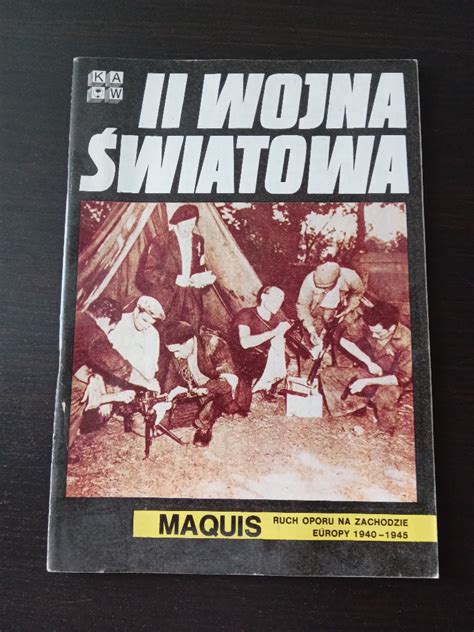 K A
W
II WOJNA
ŚWIATOWA
MAQUIS
RUCH OPORU NA ZACHODZIE
EUROPY 1940-1945